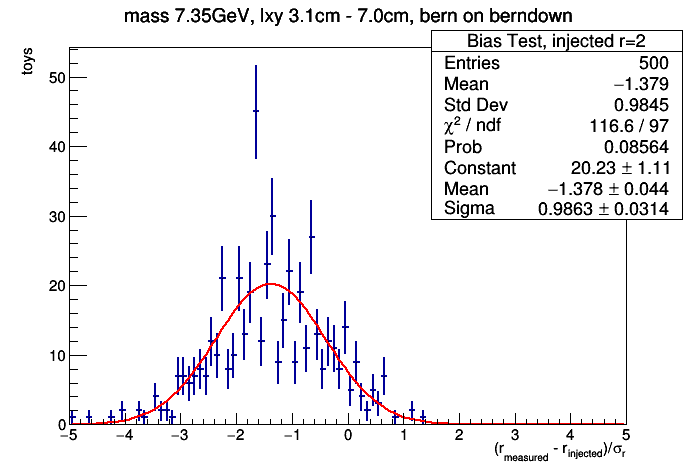 mass 7.35GeV, lxy 3.1cm - 7.0cm, bern on berndown
toys
Bias Test, injected r=2
Entries 500
Mean −1.379
Std Dev 0.9845
χ² / ndf 116.6 / 97
Prob 0.08564
Constant 20.23 ± 1.11
Mean −1.378 ± 0.044
Sigma 0.9863 ± 0.0314
50
40
30
20
10
0
−5 −4 −3 −2 −1 0 1 2 3 4 5
(r_measured - r_injected)/σ_r